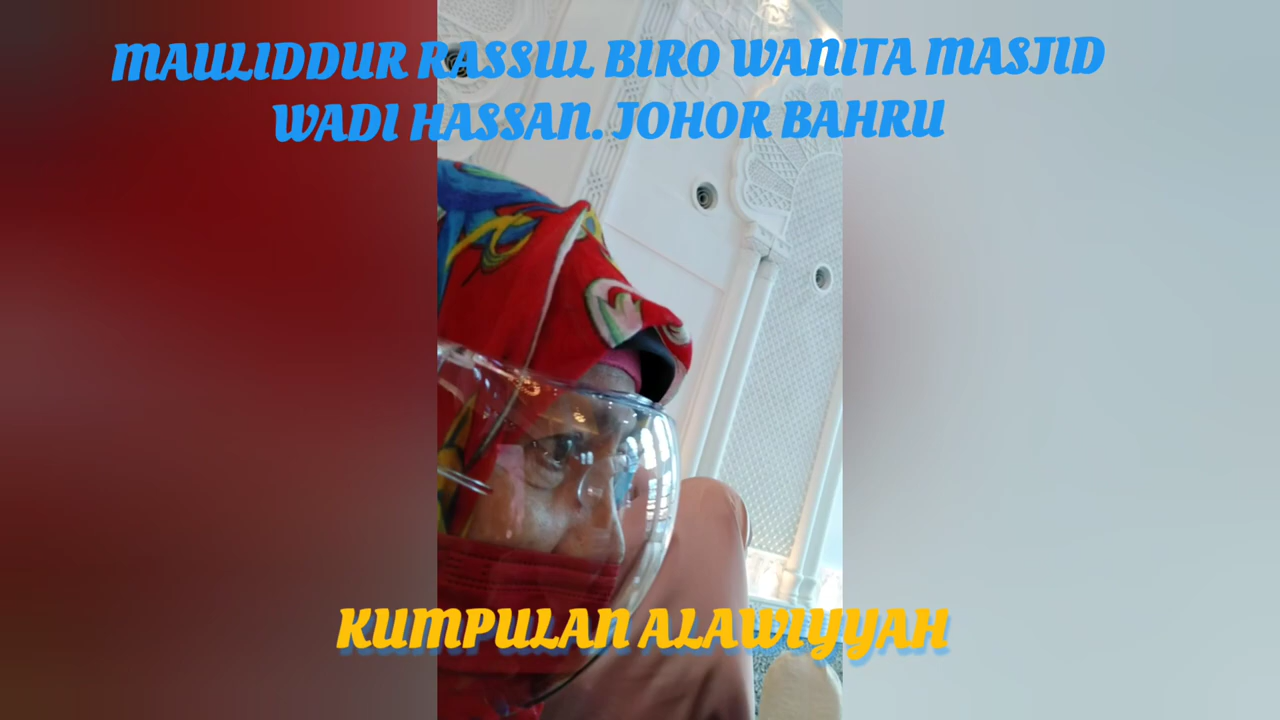 MAULIDDUR RASSUL BIRO WANITA MASJID
WADI HASSAN. JOHOR BAHRU
KUMPULAN ALAWIYYAH